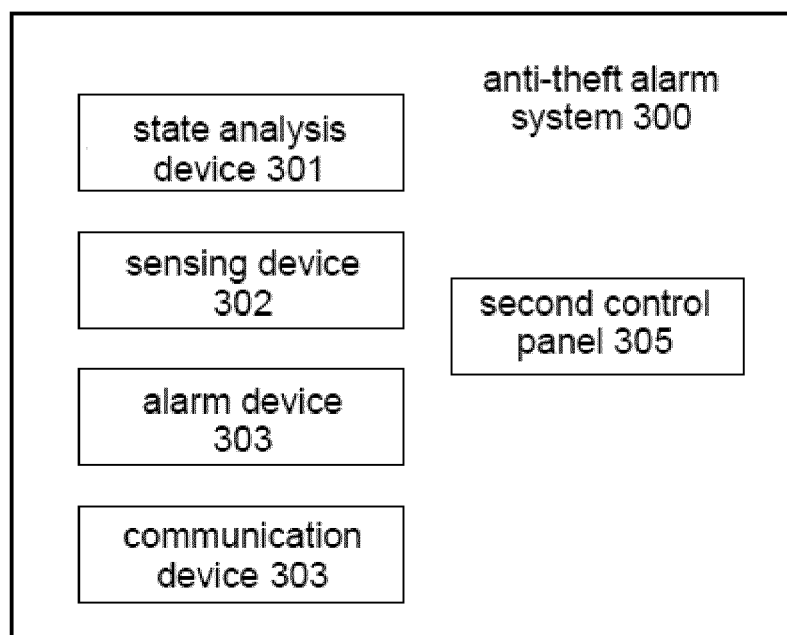 anti-theft alarm
system 300
state analysis
device 301
sensing device
302
second control
panel 305
alarm device
303
communication
device 303